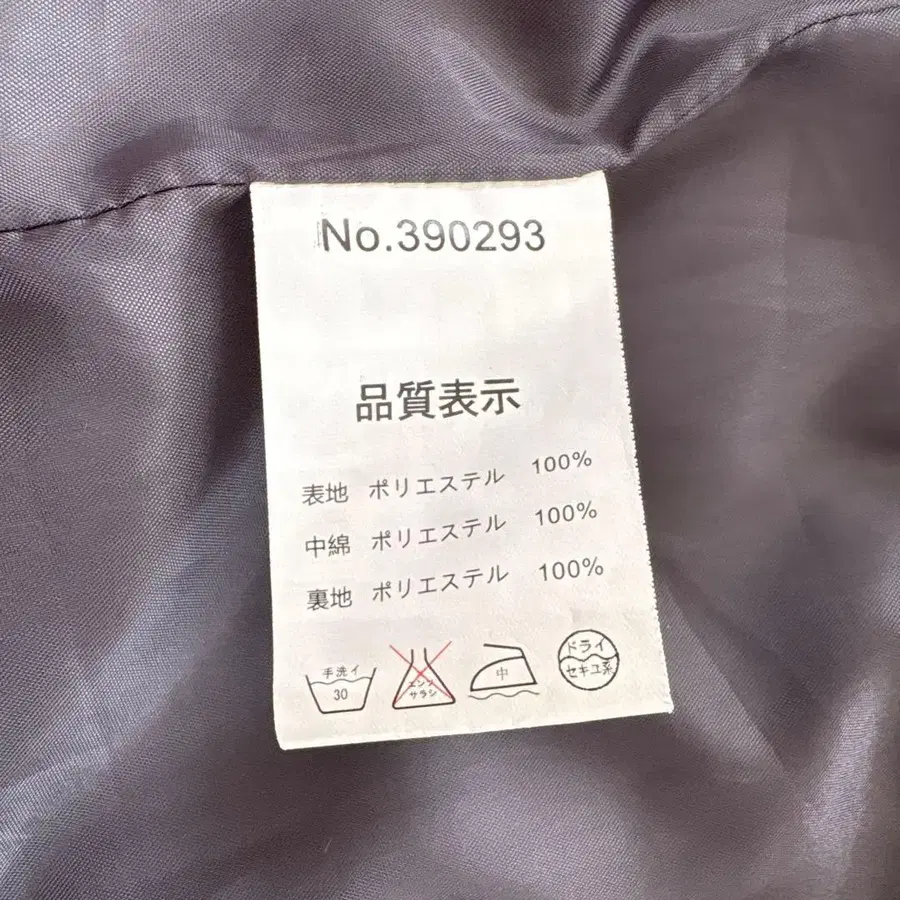 No.390293
品質表示
表地 ポリエステル 100%
中綿 ポリエステル 100%
裏地 ポリエステル 100%
手洗イ
30
エンソ
サラシ
中
ドライ
セキユ系